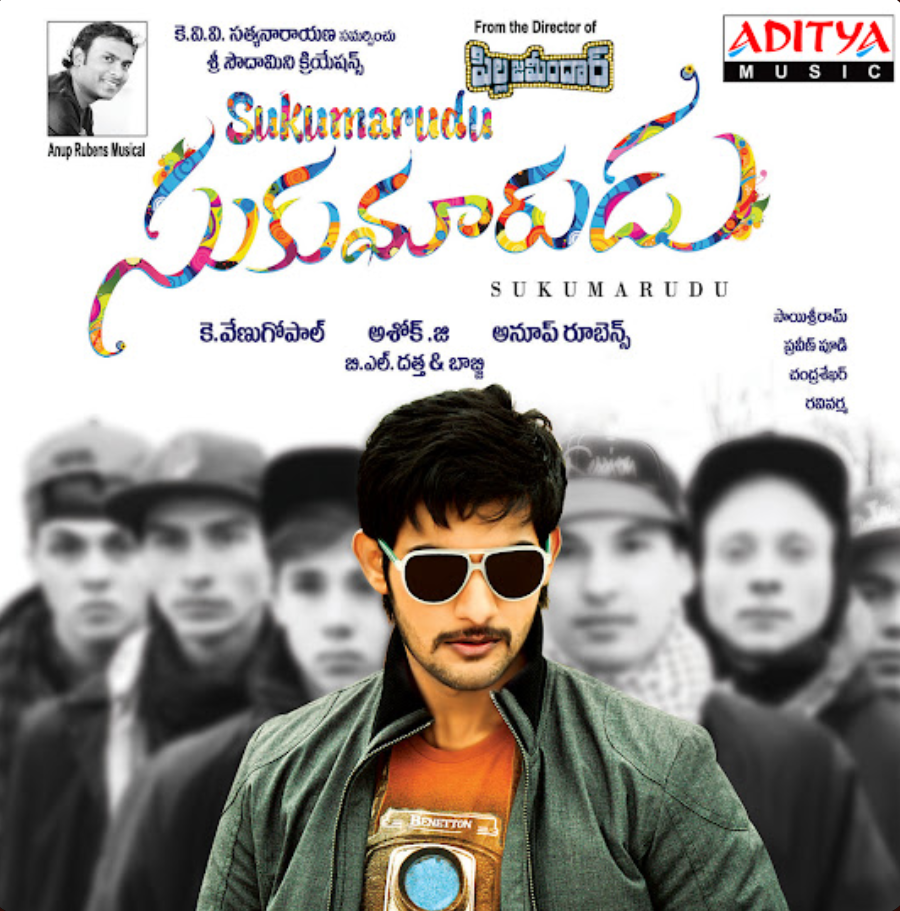 కె.వి.వి. సత్యనారాయణ సమర్పించు
శ్రీ సౌదామిని క్రియేషన్స్
From the Director of
పిల్ల జమిందార్
ADITYA
MUSIC
Anup Rubens Musical
Sukumarudu
సుకుమారుడు
SUKUMARUDU
కె.వేణుగోపాల్ అశోక్.జి అనూప్ రూబెన్స్
బి.ఎల్.దత్త & బాబ్జి
సాయిశ్రీరామ్
ప్రవీణ్ పూడి
చంద్రశేఖర్
రవివర్మ
BENETTON